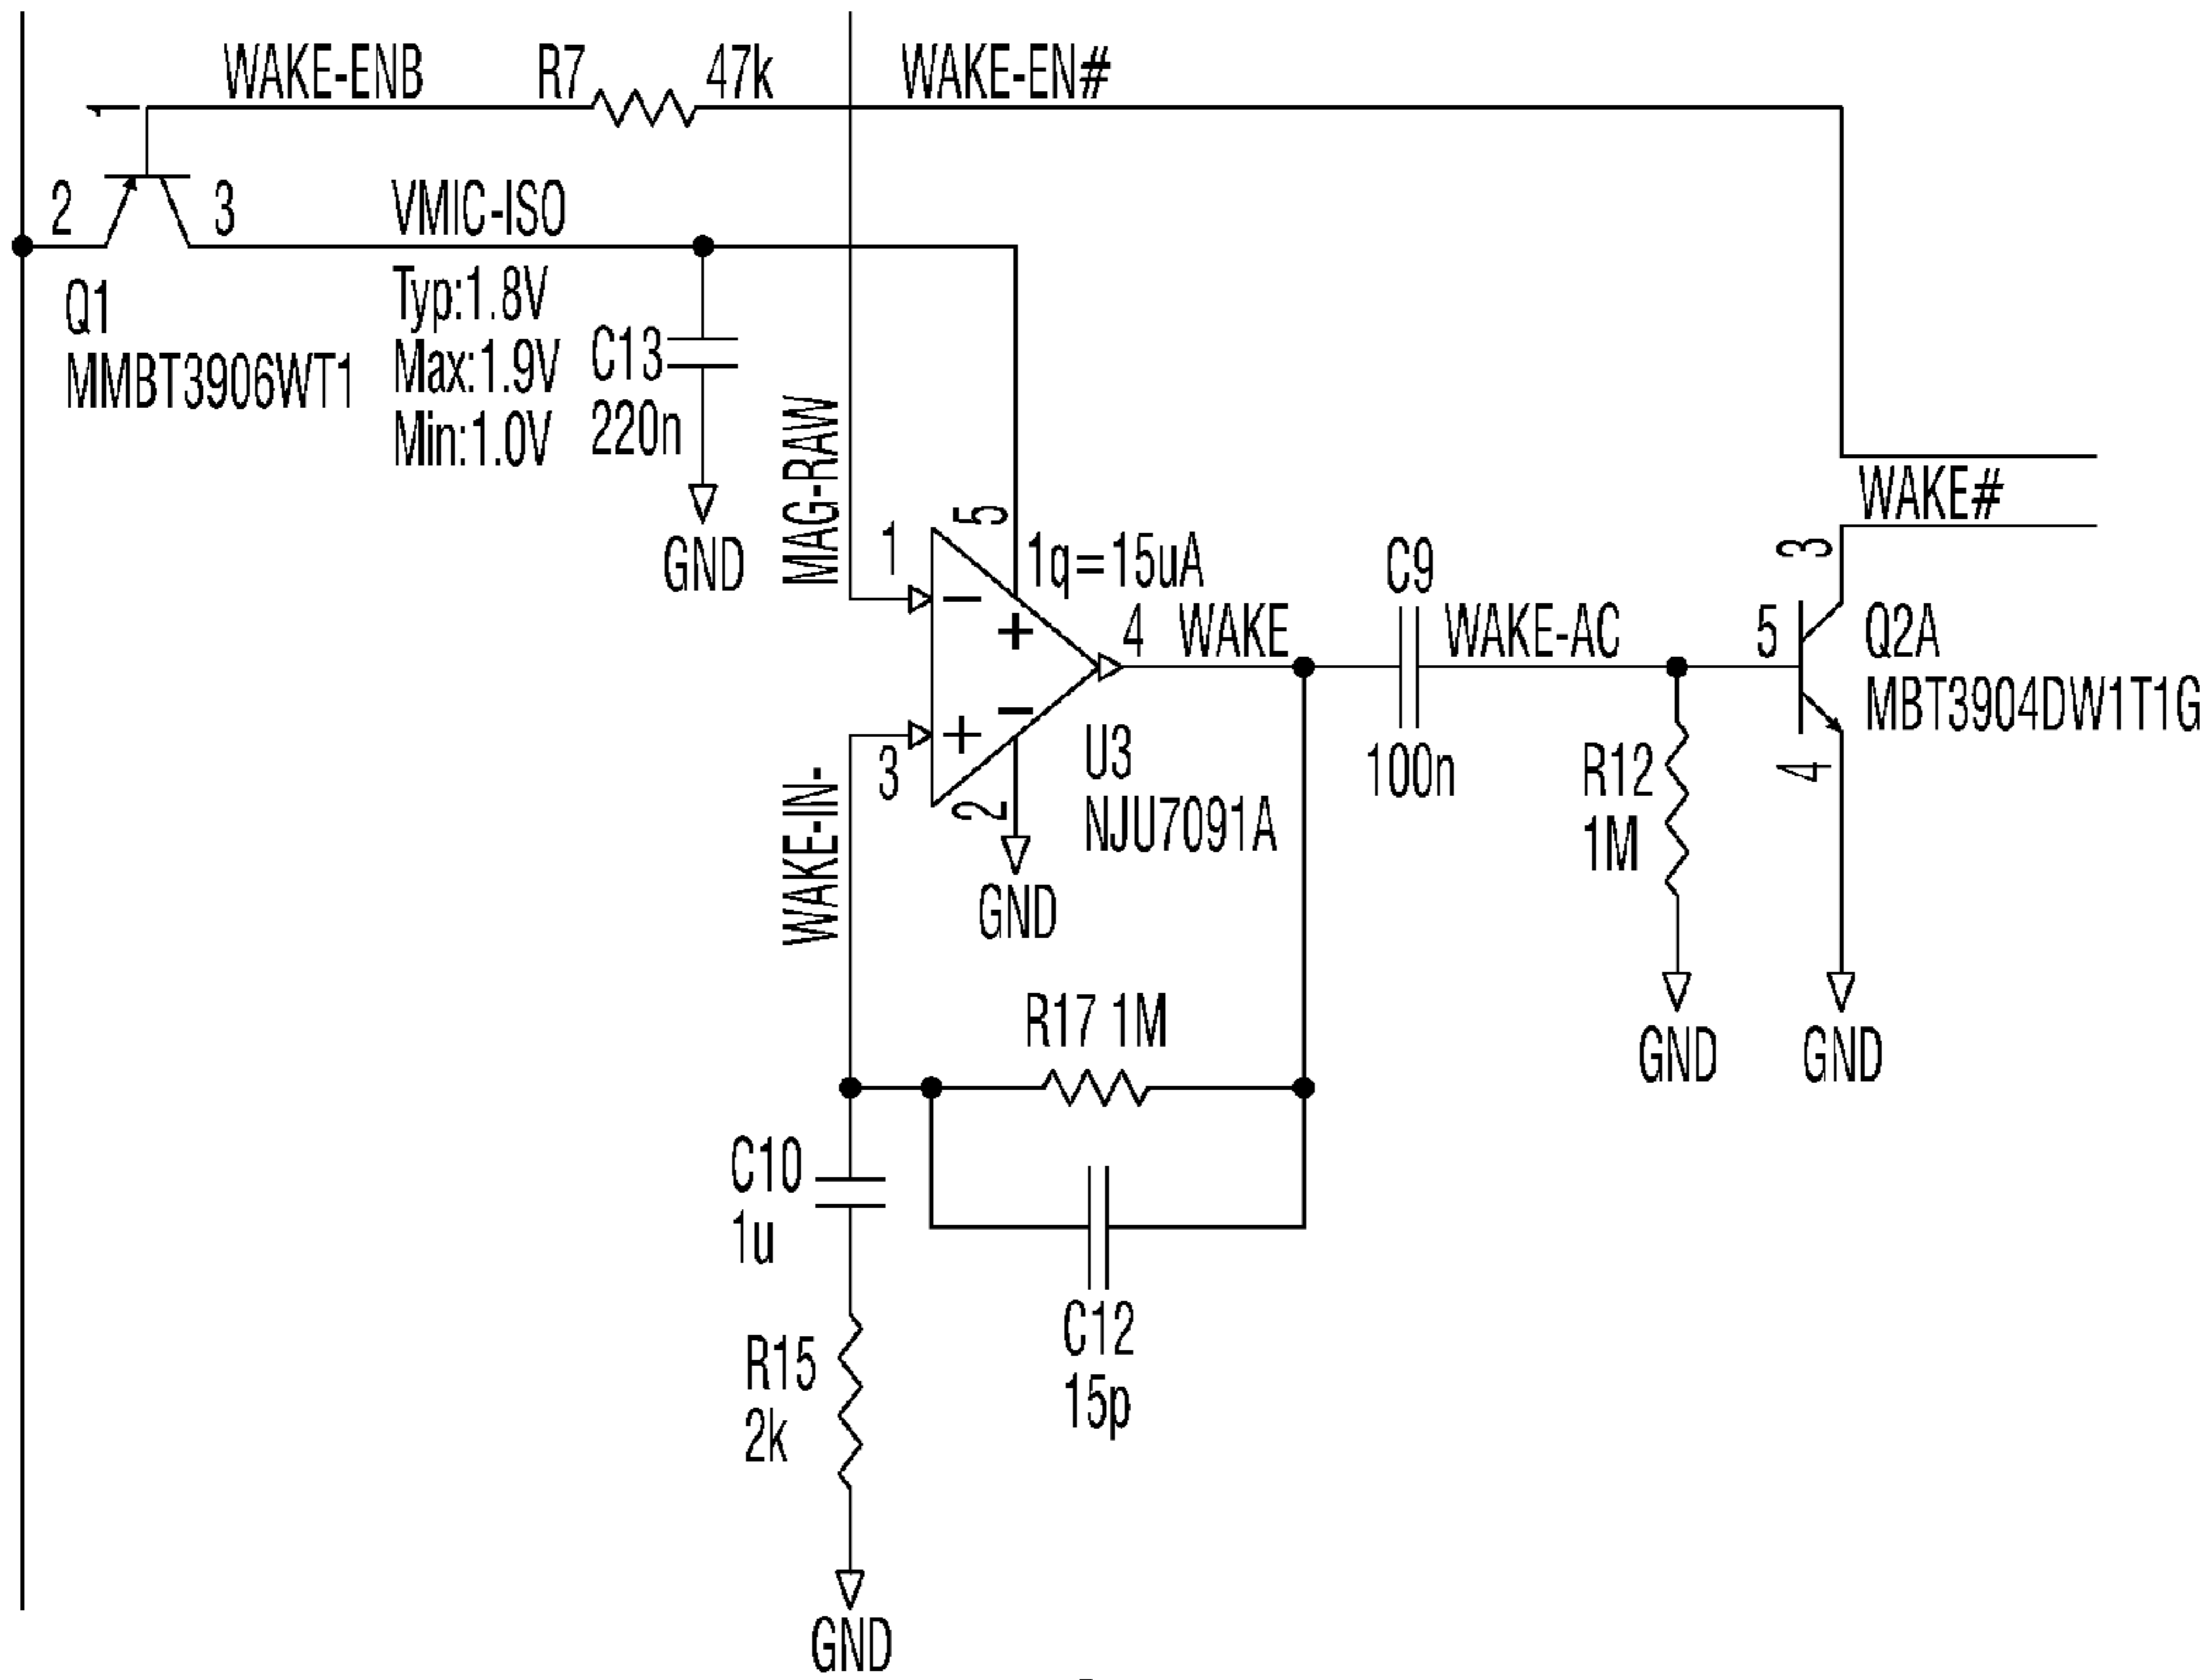 WAKE-ENB
R7
47k
WAKE-EN#
2
3
VMIC-ISO
Q1
MMBT3906WT1
Typ:1.8V
Max:1.9V
Min:1.0V
C13
220n
GND
MAG-RAW
1
5
1q=15uA
4
WAKE
C9
100n
WAKE-AC
WAKE#
3
5
Q2A
MBT3904DW1T1G
4
R12
1M
GND
GND
3
2
U3
NJU7091A
GND
WAKE-IN-
R17 1M
C10
1u
C12
15p
R15
2k
GND